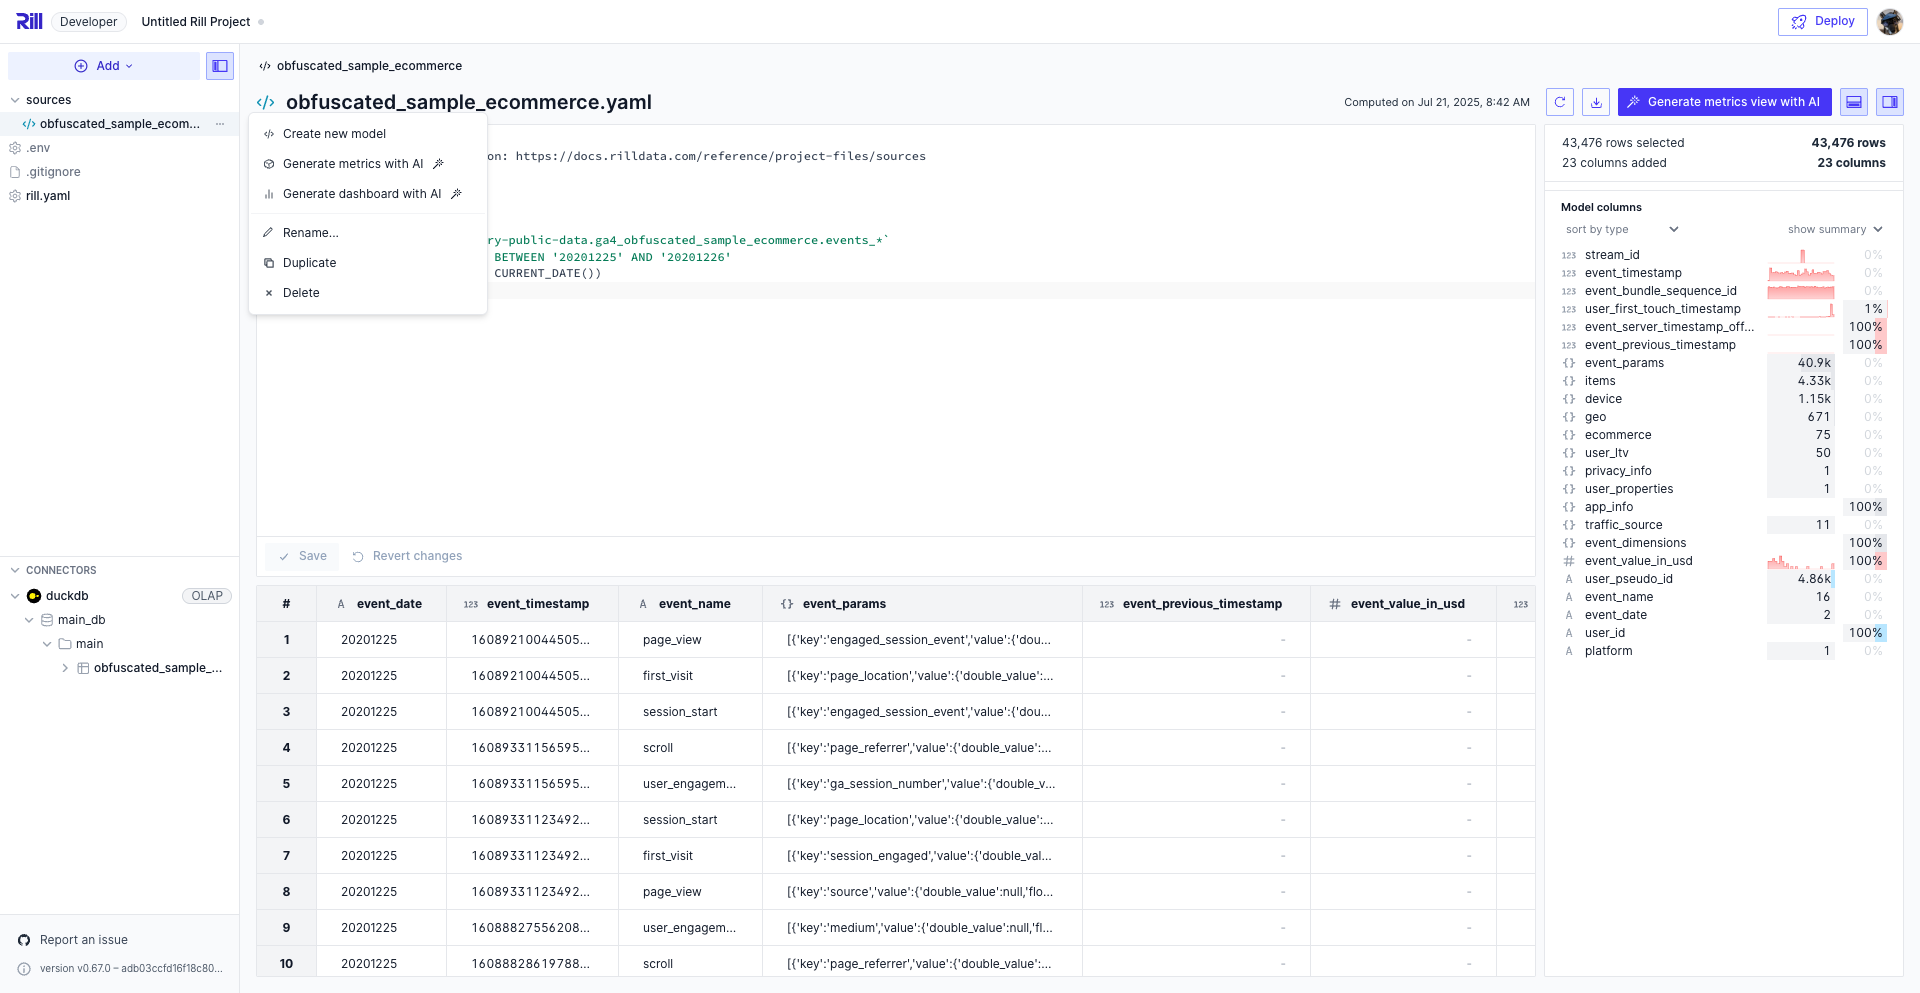 Rill Developer Untitled Rill Project Deploy
Add
sources
obfuscated_sample_ecom... ...
.env
.gitignore
rill.yaml
obfuscated_sample_ecommerce
obfuscated_sample_ecommerce.yaml
Computed on Jul 21, 2025, 8:42 AM
Generate metrics view with AI
Create new model
Generate metrics with AI
Generate dashboard with AI
Rename...
Duplicate
Delete
on: https://docs.rilldata.com/reference/project-files/sources
ry-public-data.ga4_obfuscated_sample_ecommerce.events_*`
BETWEEN '20201225' AND '20201226'
CURRENT_DATE())
Save Revert changes
43,476 rows selected 43,476 rows
23 columns added 23 columns
Model columns
sort by type show summary
123 stream_id 0%
123 event_timestamp 0%
123 event_bundle_sequence_id 0%
123 user_first_touch_timestamp 1%
123 event_server_timestamp_off... 100%
123 event_previous_timestamp 100%
{} event_params 40.9k 0%
{} items 4.33k 0%
{} device 1.15k 0%
{} geo 671 0%
{} ecommerce 75 0%
{} user_ltv 50 0%
{} privacy_info 1 0%
{} user_properties 1 0%
{} app_info 100%
{} traffic_source 11 0%
{} event_dimensions 100%
# event_value_in_usd 100%
A user_pseudo_id 4.86k 0%
A event_name 16 0%
A event_date 2 0%
A user_id 100%
A platform 1 0%
CONNECTORS
duckdb OLAP
main_db
main
obfuscated_sample_...
# A event_date 123 event_timestamp A event_name {} event_params 123 event_previous_timestamp # event_value_in_usd 123
1 20201225 16089210044505... page_view [{'key':'engaged_session_event','value':{'dou... - -
2 20201225 16089210044505... first_visit [{'key':'page_location','value':{'double_value':... - -
3 20201225 16089210044505... session_start [{'key':'engaged_session_event','value':{'dou... - -
4 20201225 16089331156595... scroll [{'key':'page_referrer','value':{'double_value':... - -
5 20201225 16089331156595... user_engagem... [{'key':'ga_session_number','value':{'double_v... - -
6 20201225 16089331123492... session_start [{'key':'page_location','value':{'double_value':... - -
7 20201225 16089331123492... first_visit [{'key':'session_engaged','value':{'double_val... - -
8 20201225 16089331123492... page_view [{'key':'source','value':{'double_value':null,'flo... - -
9 20201225 16088827556208... user_engagem... [{'key':'medium','value':{'double_value':null,'fl... - -
10 20201225 16088828619788... scroll [{'key':'page_referrer','value':{'double_value':... - -
Report an issue
version v0.67.0 – adb03ccfd16f18c80...